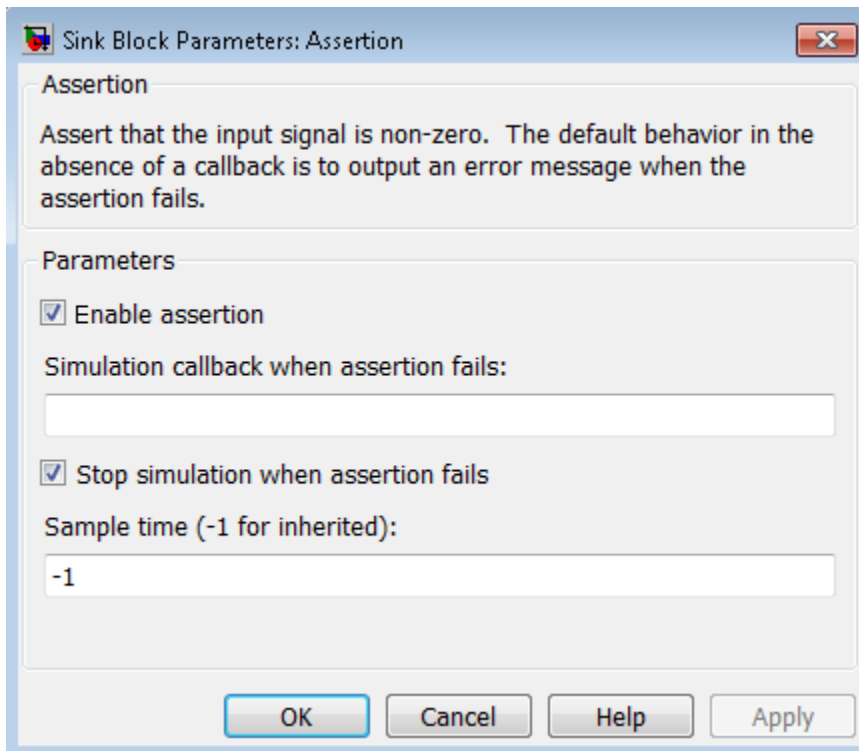 Sink Block Parameters: Assertion
Assertion
Assert that the input signal is non-zero.  The default behavior in the
absence of a callback is to output an error message when the
assertion fails.
Parameters
Enable assertion
Simulation callback when assertion fails:
Stop simulation when assertion fails
Sample time (-1 for inherited):
-1
OK Cancel Help Apply